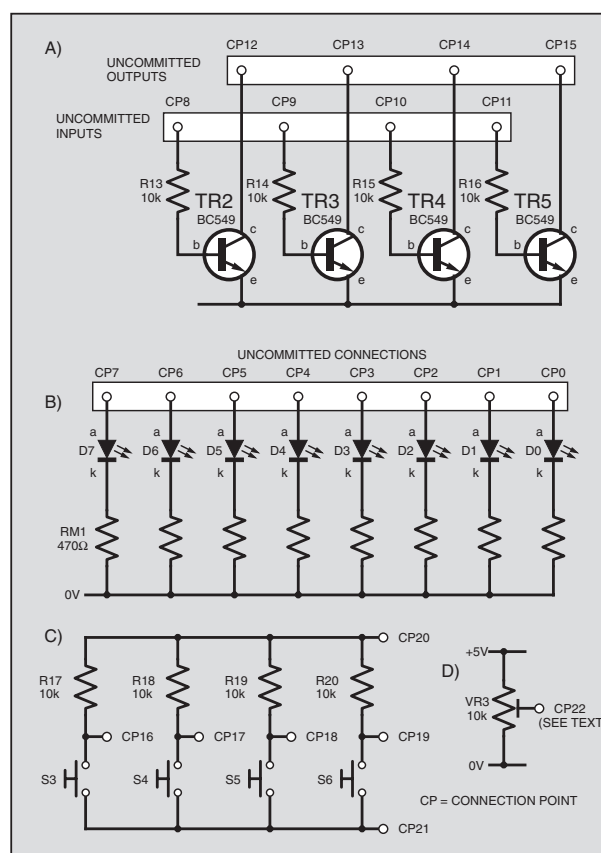 A)
CP12 CP13 CP14 CP15
UNCOMMITTED
OUTPUTS
CP8 CP9 CP10 CP11
UNCOMMITTED
INPUTS
R13
10k
TR2
BC549
R14
10k
TR3
BC549
R15
10k
TR4
BC549
R16
10k
TR5
BC549
c c c c
b b b b
e e e e
UNCOMMITTED CONNECTIONS
CP7 CP6 CP5 CP4 CP3 CP2 CP1 CP0
B)
a a a a a a a a
D7 D6 D5 D4 D3 D2 D1 D0
k k k k k k k k
RM1
470Ω
0V
C)
CP20
R17
10k
R18
10k
R19
10k
R20
10k
CP16 CP17 CP18 CP19
S3 S4 S5 S6
CP21
D)
+5V
VR3
10k
CP22
(SEE TEXT
0V
CP = CONNECTION POINT